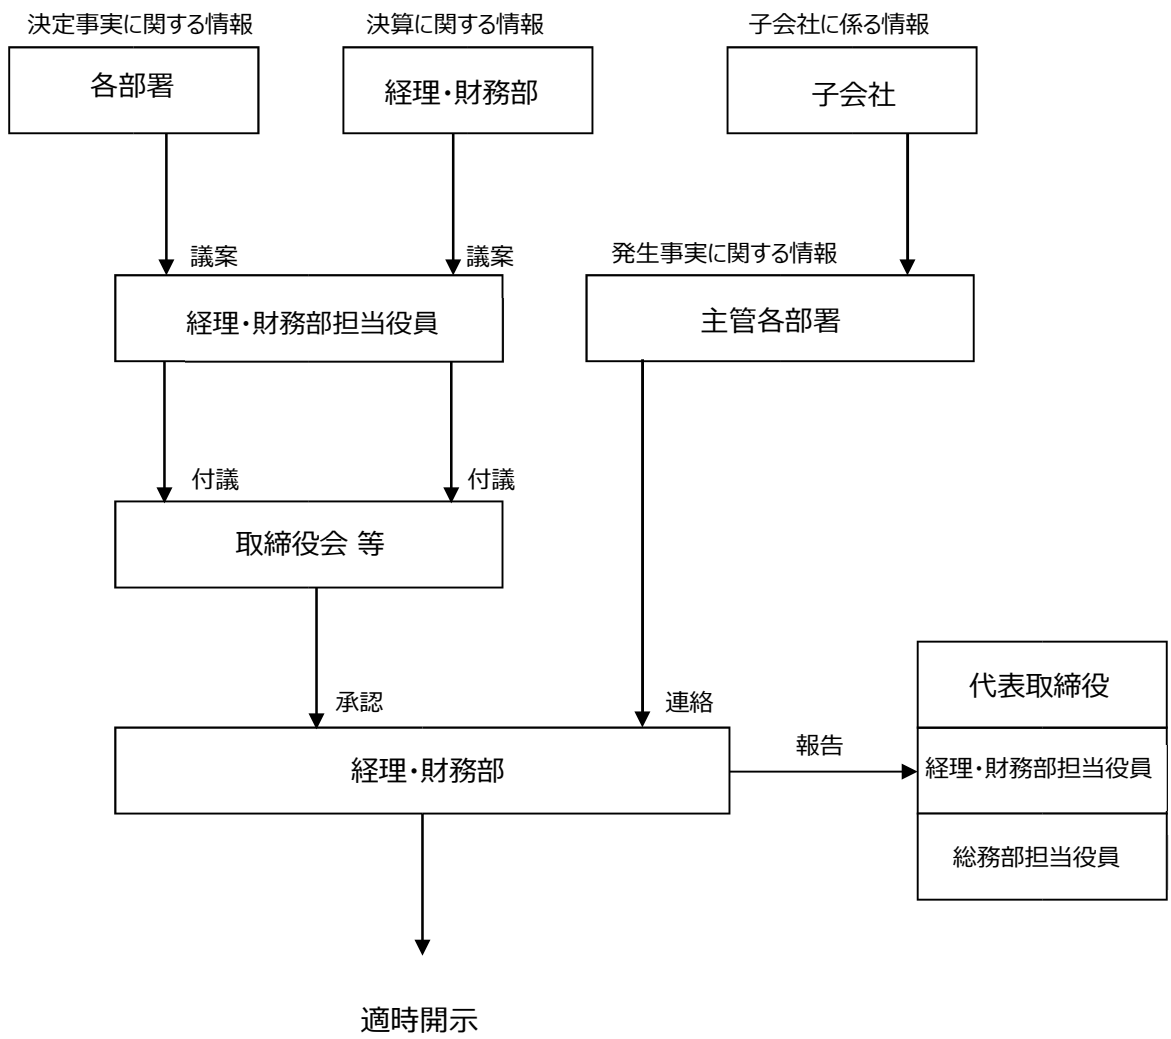 決定事実に関する情報
決算に関する情報
子会社に係る情報
各部署
経理・財務部
子会社
議案
議案
発生事実に関する情報
経理・財務部担当役員
主管各部署
付議
付議
取締役会 等
代表取締役
承認
連絡
経理・財務部
報告
経理・財務部担当役員
総務部担当役員
適時開示